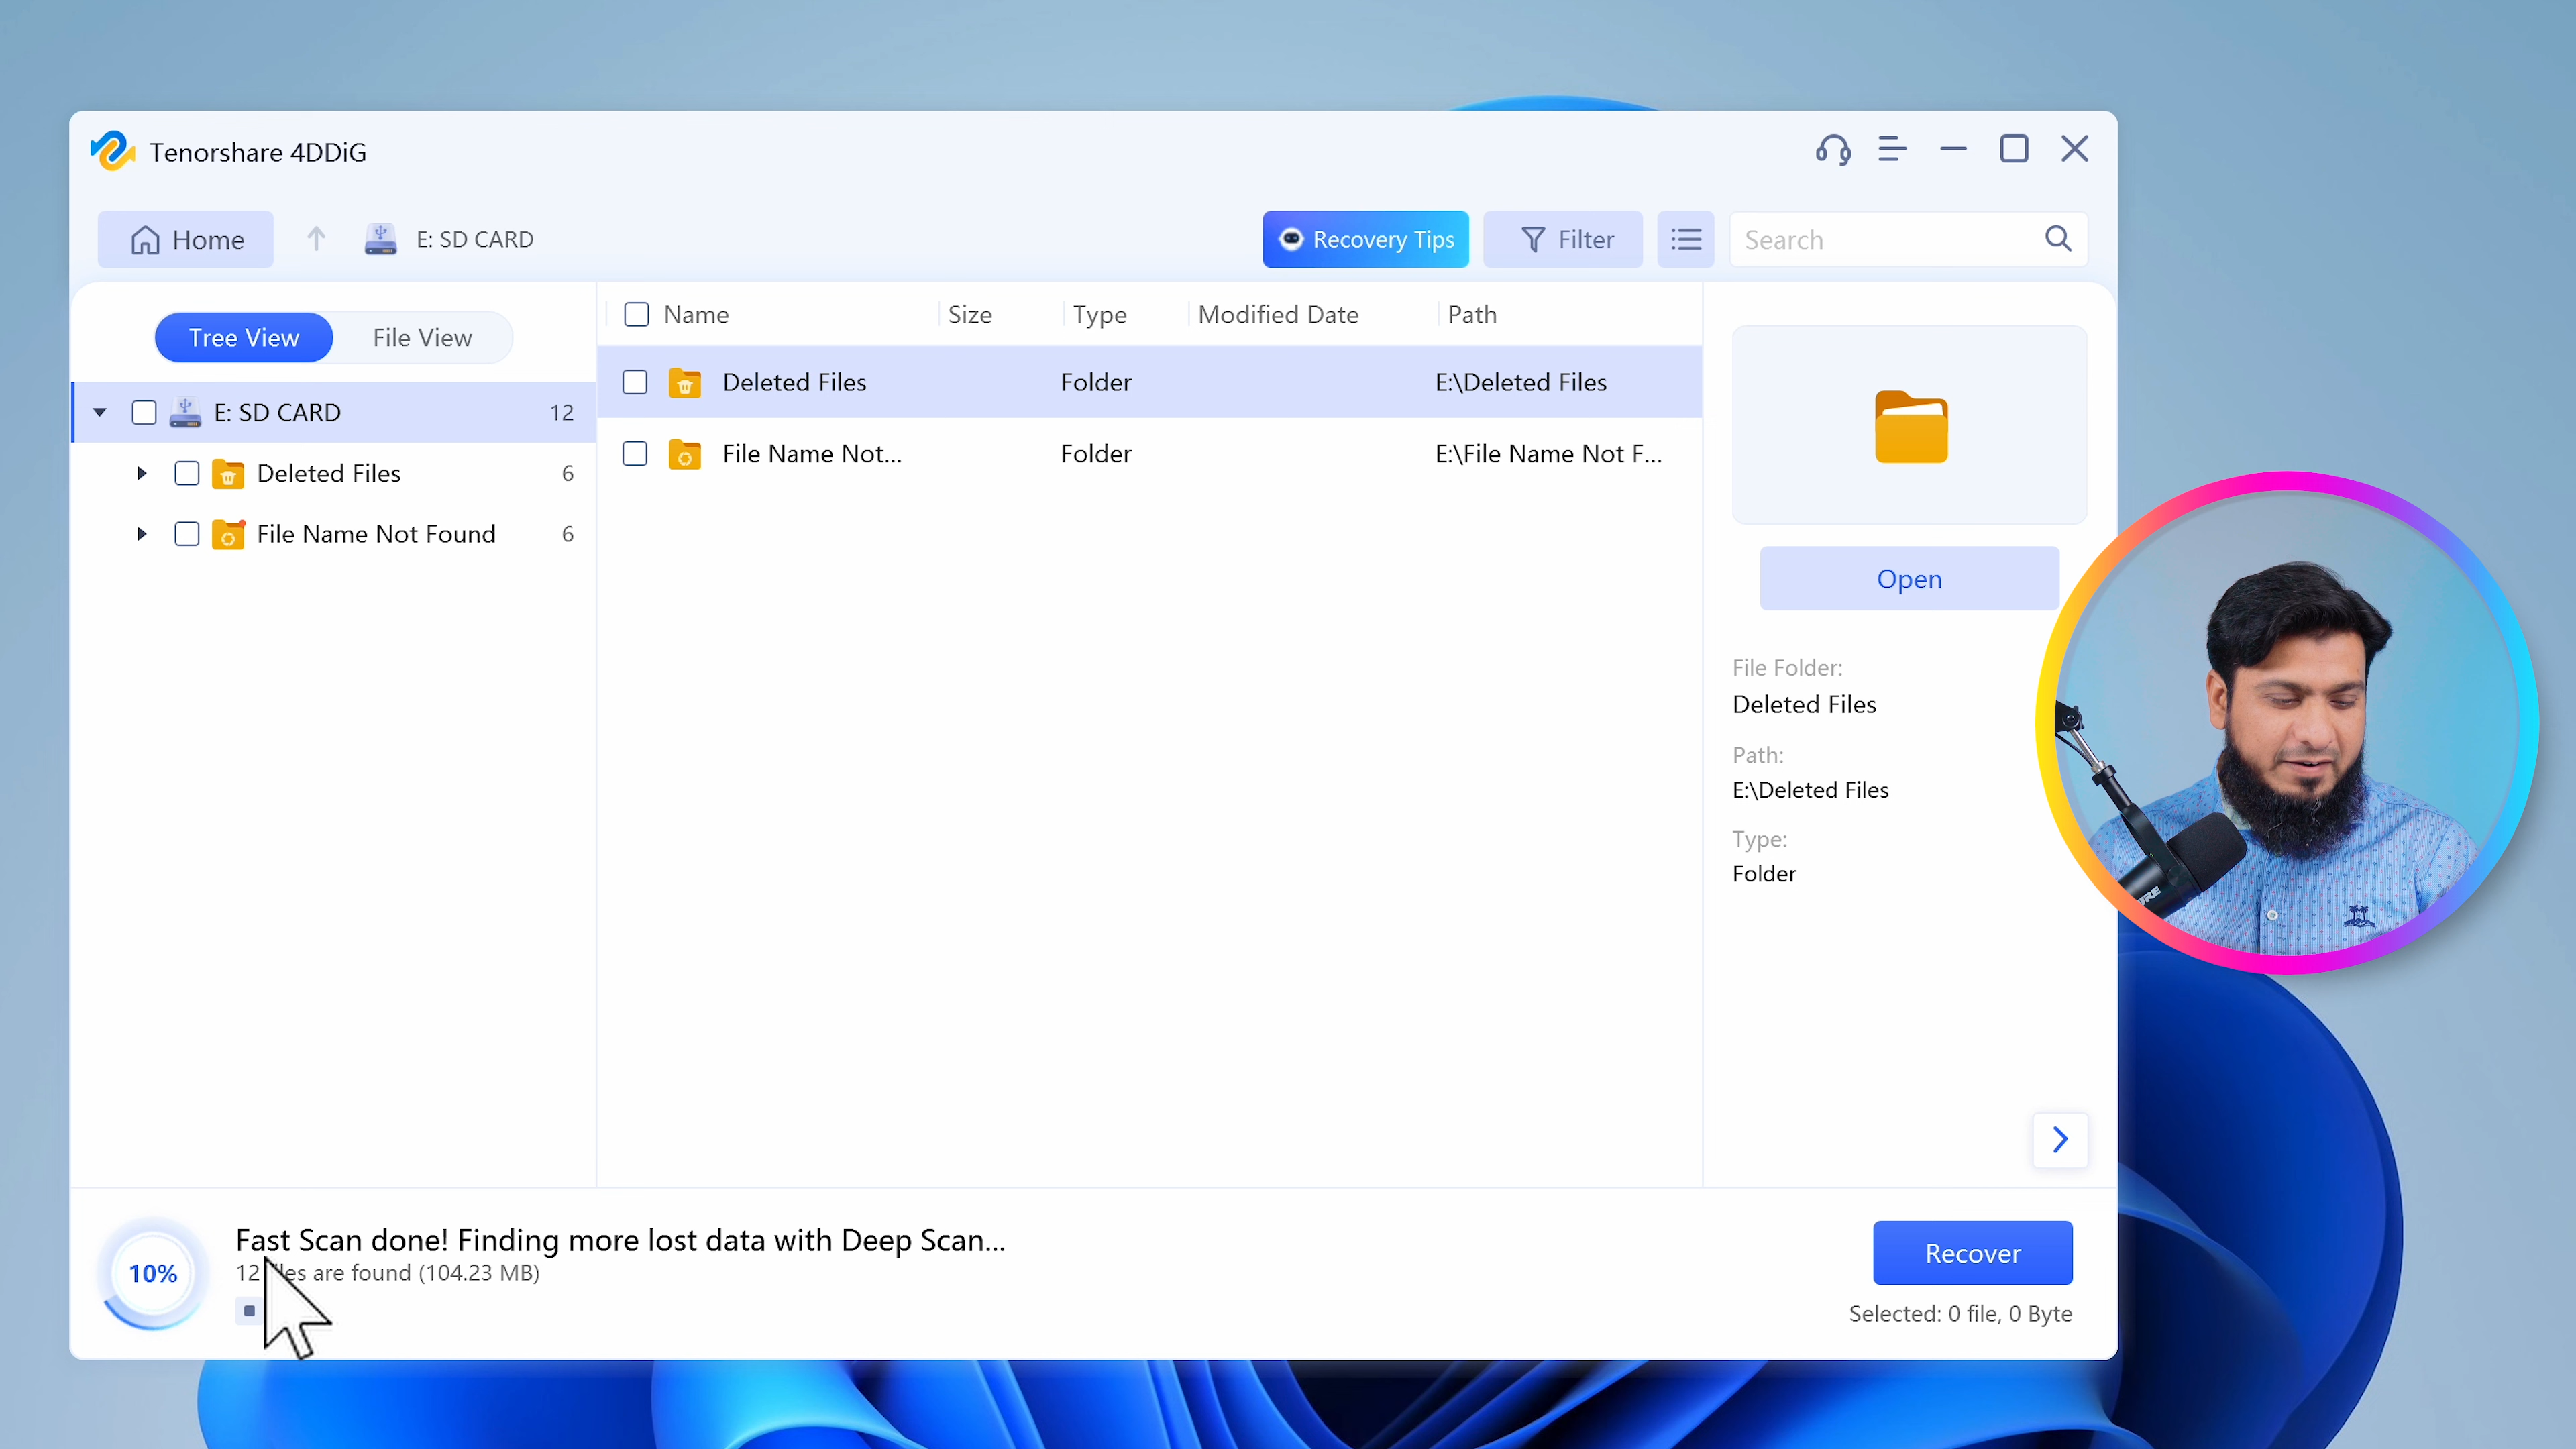 Tenorshare 4DDiG
Home
E: SD CARD
Recovery Tips
Filter
Search
Tree View
File View
E: SD CARD 12
Deleted Files 6
File Name Not Found 6
Name Size Type Modified Date Path
Deleted Files Folder E:\Deleted Files
File Name Not... Folder E:\File Name Not F...
Open
File Folder:
Deleted Files
Path:
E:\Deleted Files
Type:
Folder
10%
Fast Scan done! Finding more lost data with Deep Scan...
12 are found (104.23 MB)
Recover
Selected: 0 file, 0 Byte